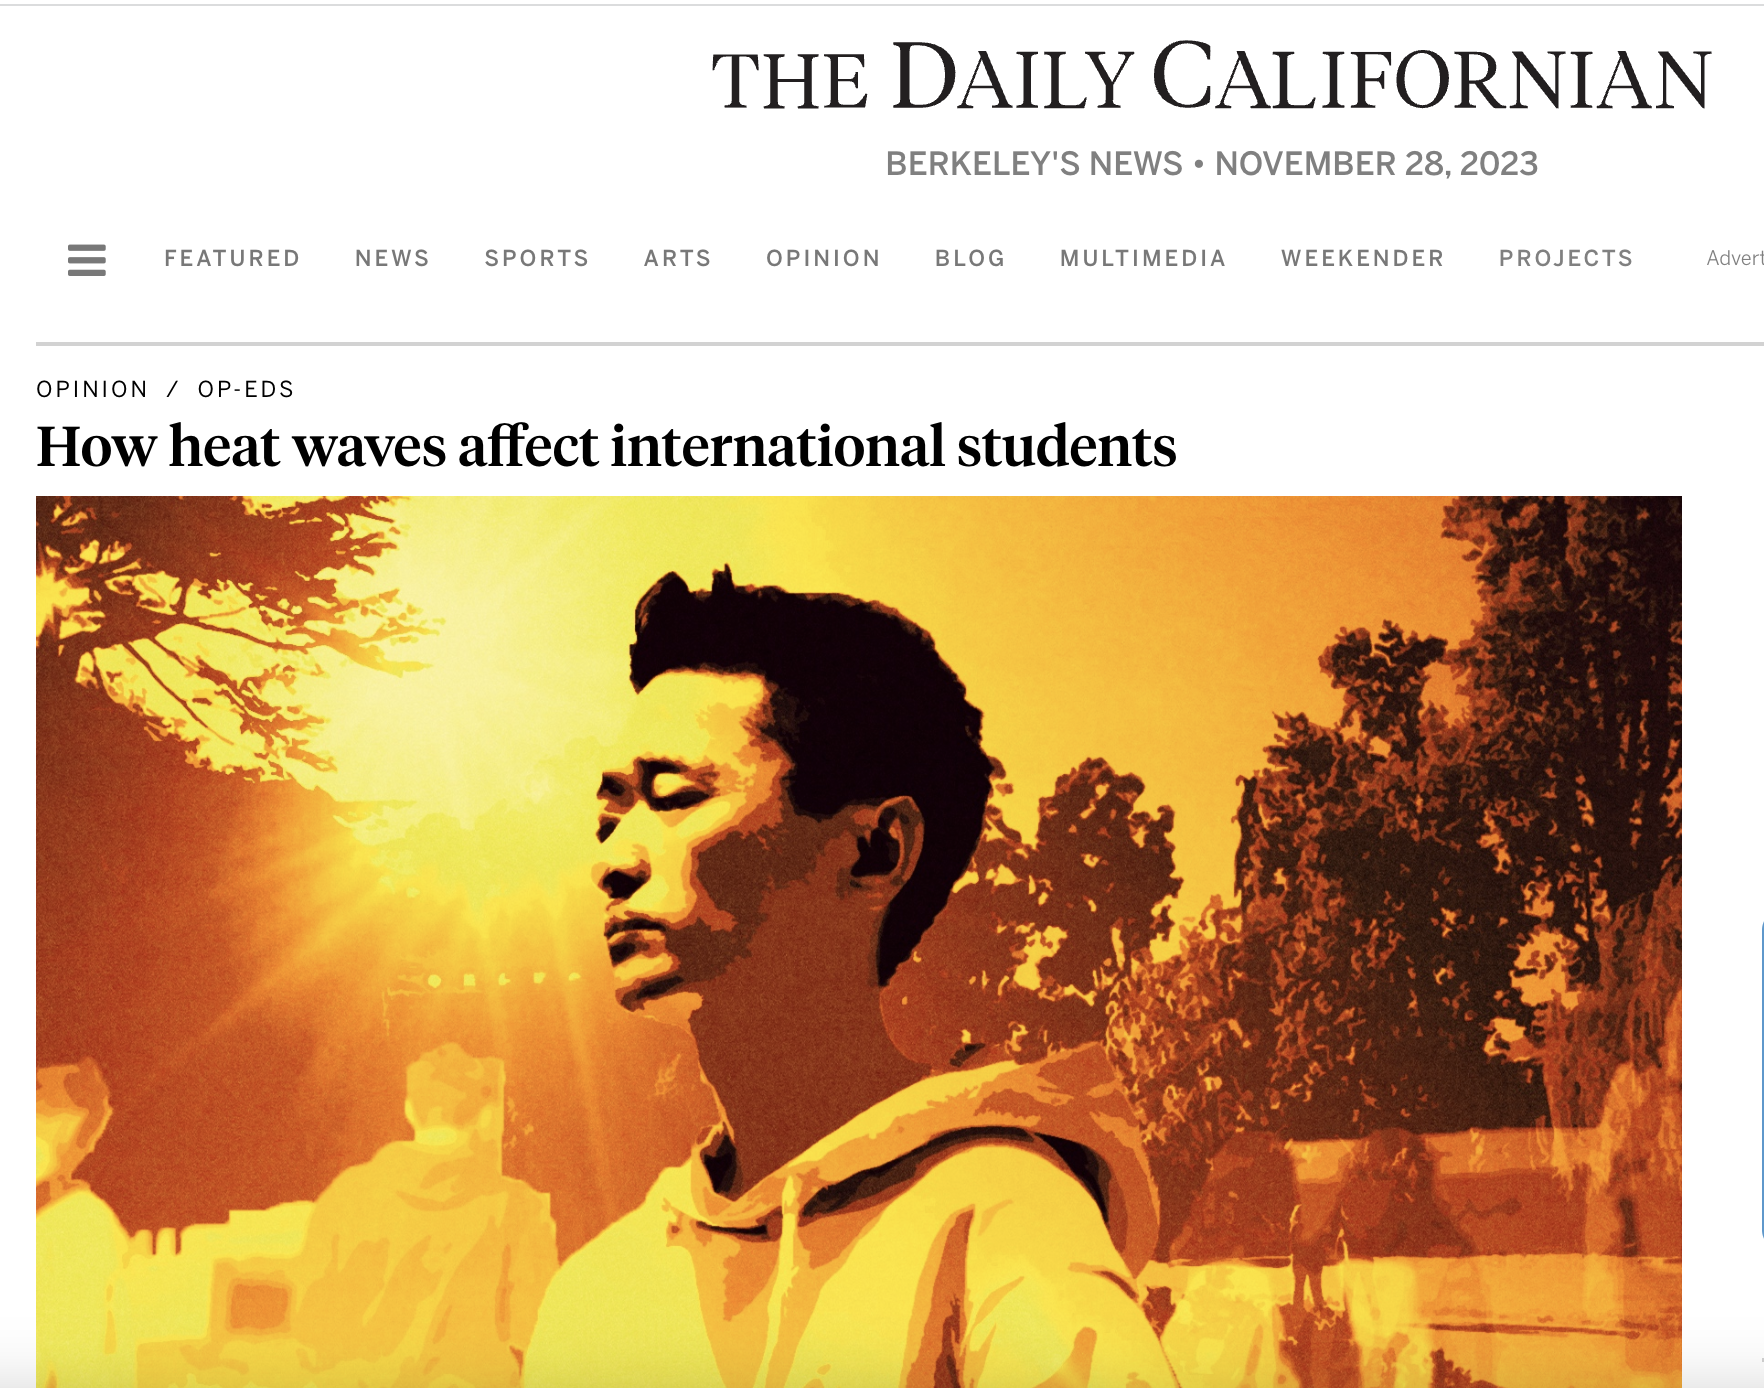 THE DAILY CALIFORNIAN
BERKELEY'S NEWS • NOVEMBER 28, 2023
FEATURED NEWS SPORTS ARTS OPINION BLOG MULTIMEDIA WEEKENDER PROJECTS Advert
OPINION / OP-EDS
How heat waves affect international students